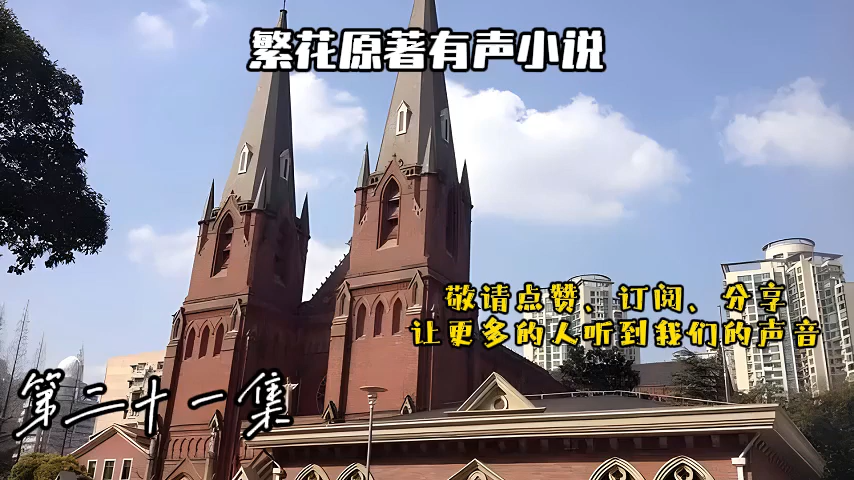 繁花原著有声小说
敬请点赞、订阅、分享
让更多的人听到我们的声音
第二十一集